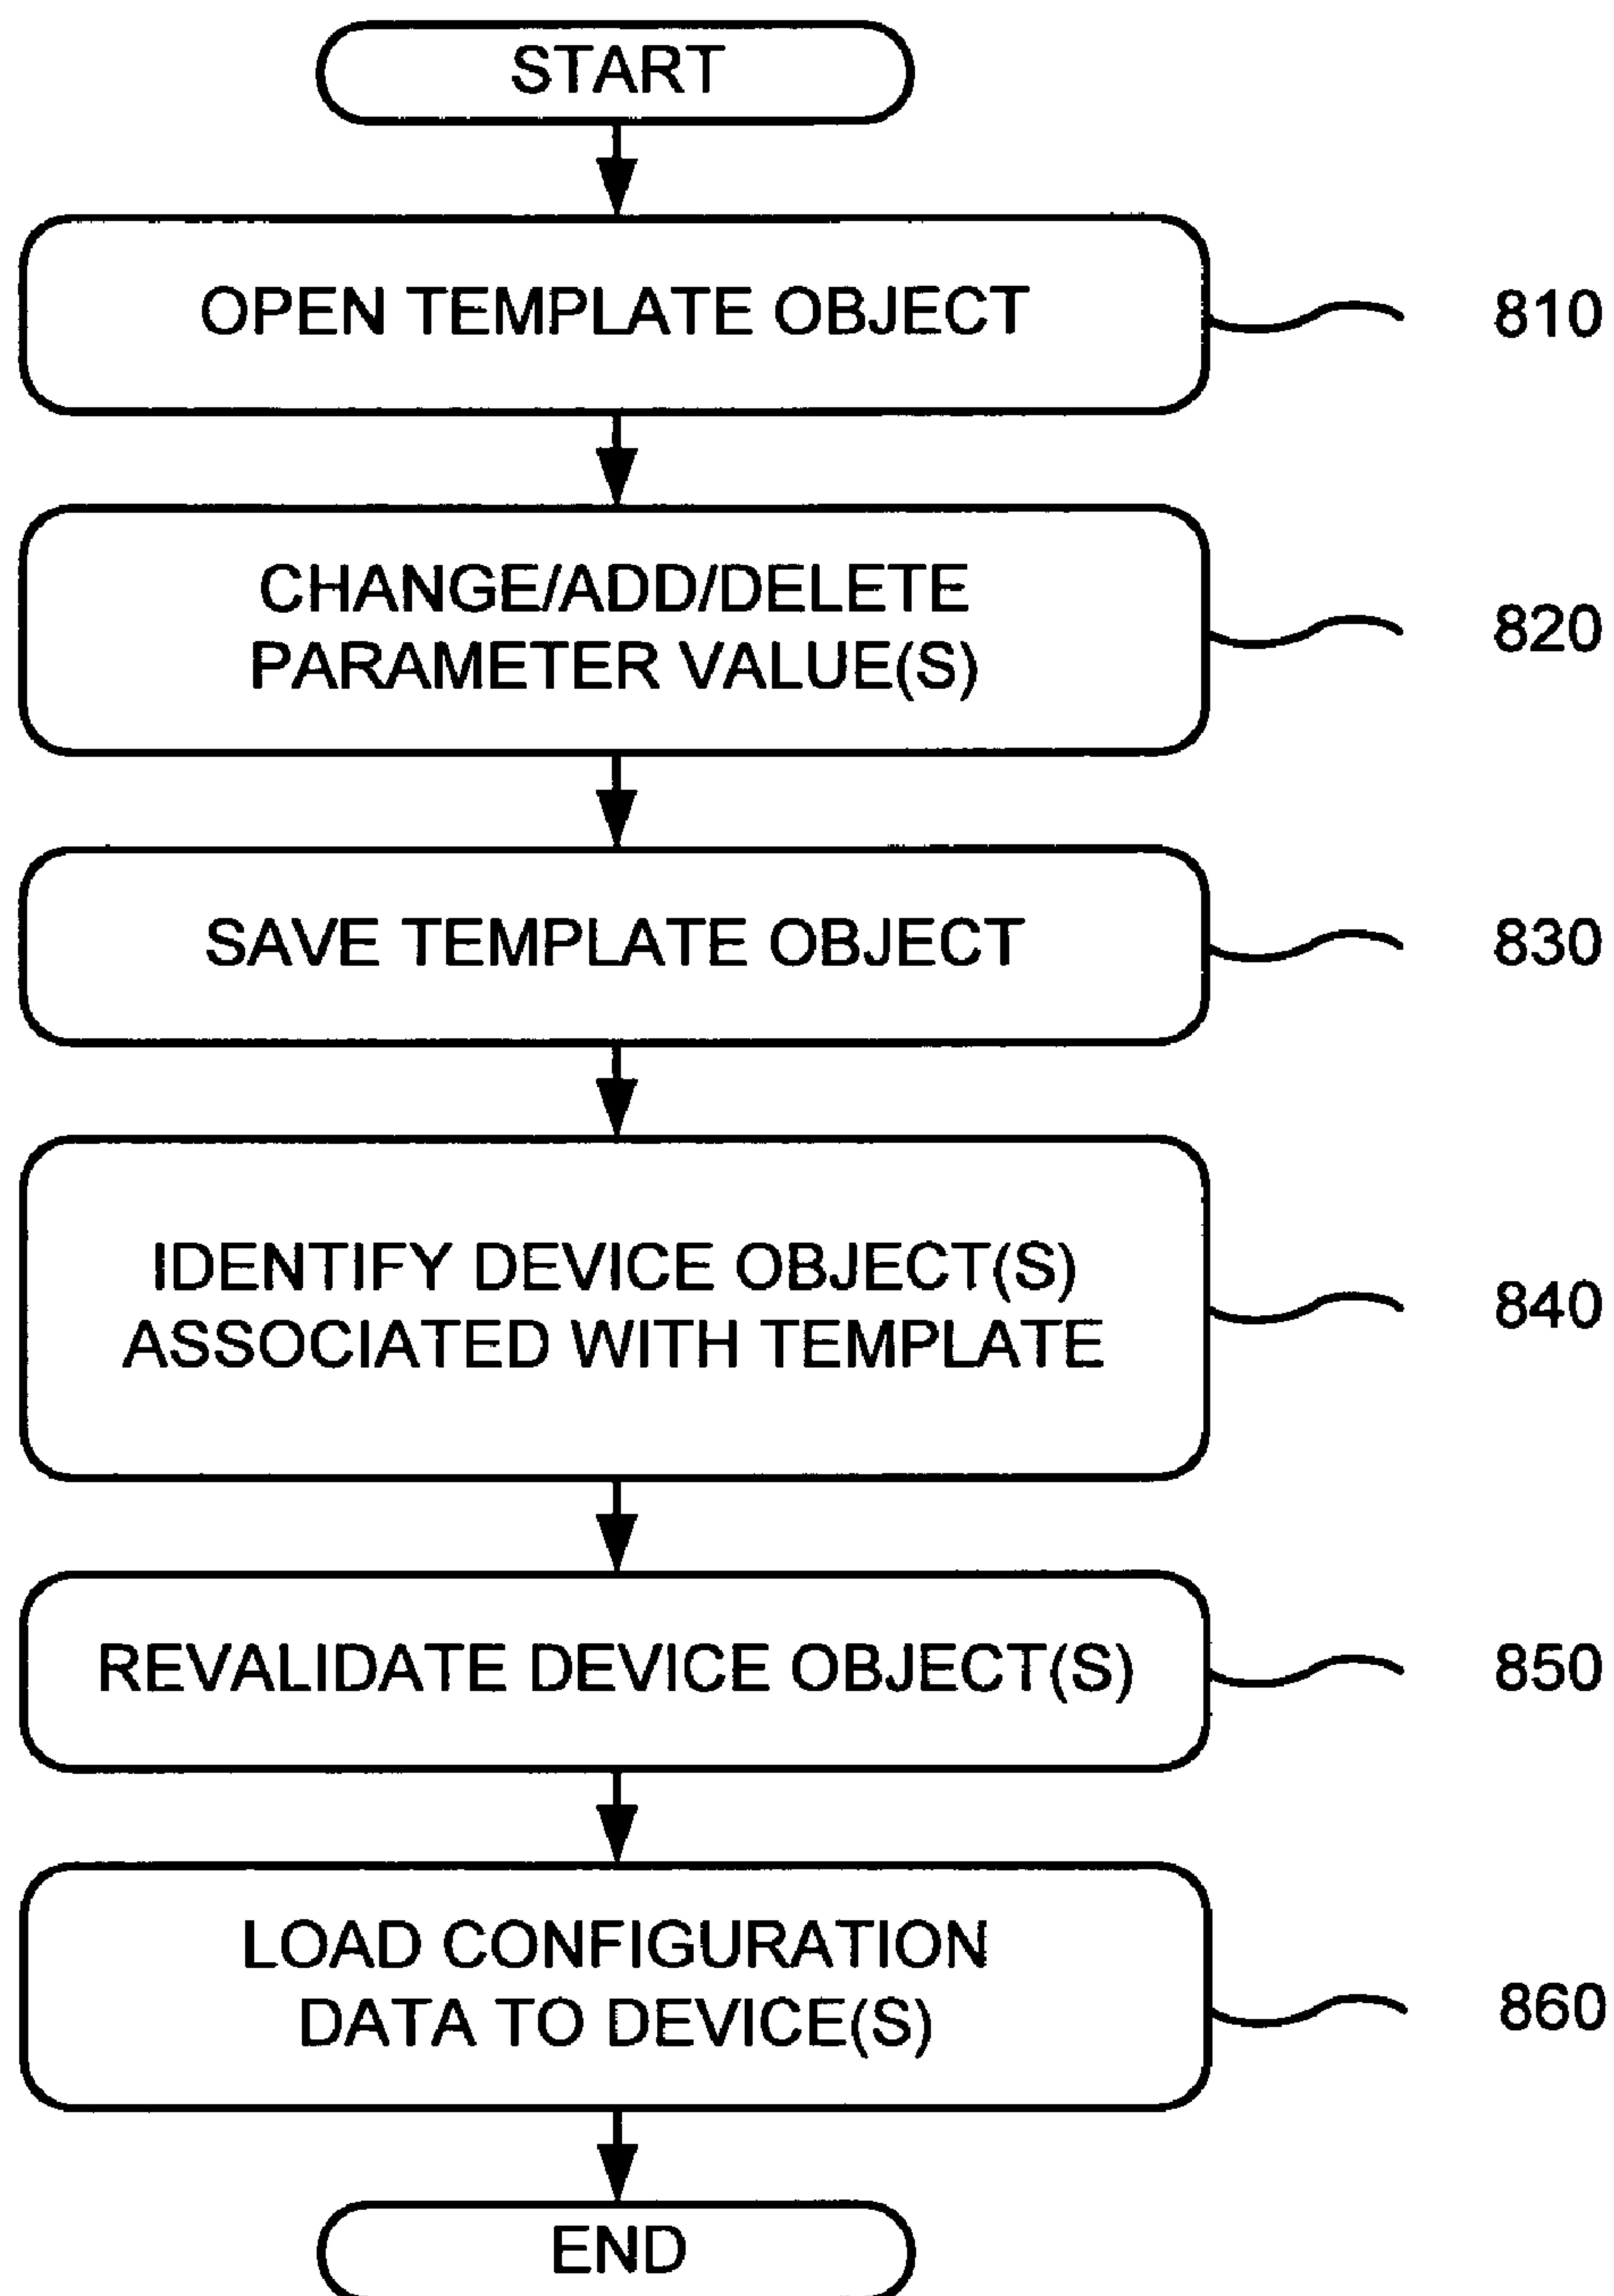 START
OPEN TEMPLATE OBJECT
810
CHANGE/ADD/DELETE
PARAMETER VALUE(S)
820
SAVE TEMPLATE OBJECT
830
IDENTIFY DEVICE OBJECT(S)
ASSOCIATED WITH TEMPLATE
840
REVALIDATE DEVICE OBJECT(S)
850
LOAD CONFIGURATION
DATA TO DEVICE(S)
860
END